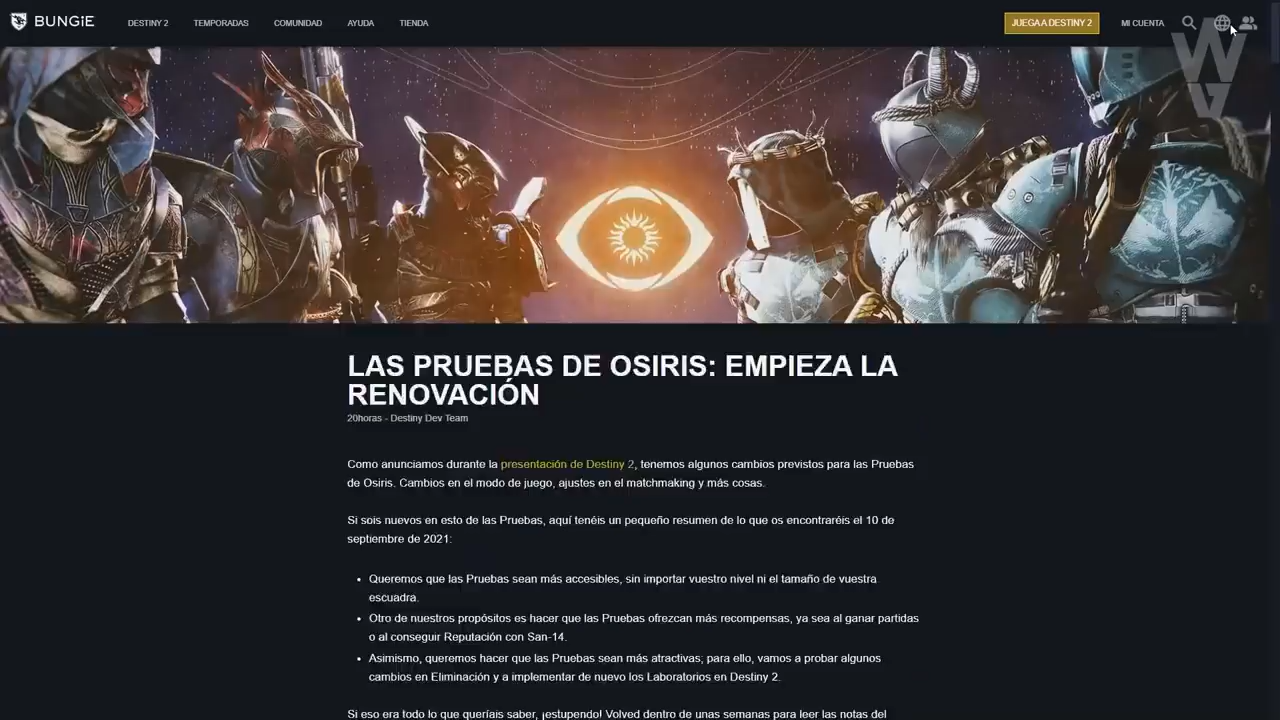 BUNGiE DESTINY 2 TEMPORADAS COMUNIDAD AYUDA TIENDA JUEGA A DESTINY 2 MI CUENTA
LAS PRUEBAS DE OSIRIS: EMPIEZA LA
RENOVACIÓN
20horas - Destiny Dev Team
Como anunciamos durante la presentación de Destiny 2, tenemos algunos cambios previstos para las Pruebas
de Osiris. Cambios en el modo de juego, ajustes en el matchmaking y más cosas.
Si sois nuevos en esto de las Pruebas, aquí tenéis un pequeño resumen de lo que os encontraréis el 10 de
septiembre de 2021:
• Queremos que las Pruebas sean más accesibles, sin importar vuestro nivel ni el tamaño de vuestra
escuadra.
• Otro de nuestros propósitos es hacer que las Pruebas ofrezcan más recompensas, ya sea al ganar partidas
o al conseguir Reputación con San-14.
• Asimismo, queremos hacer que las Pruebas sean más atractivas; para ello, vamos a probar algunos
cambios en Eliminación y a implementar de nuevo los Laboratorios en Destiny 2.
Si eso era todo lo que queríais saber, ¡estupendo! Volved dentro de unas semanas para leer las notas del